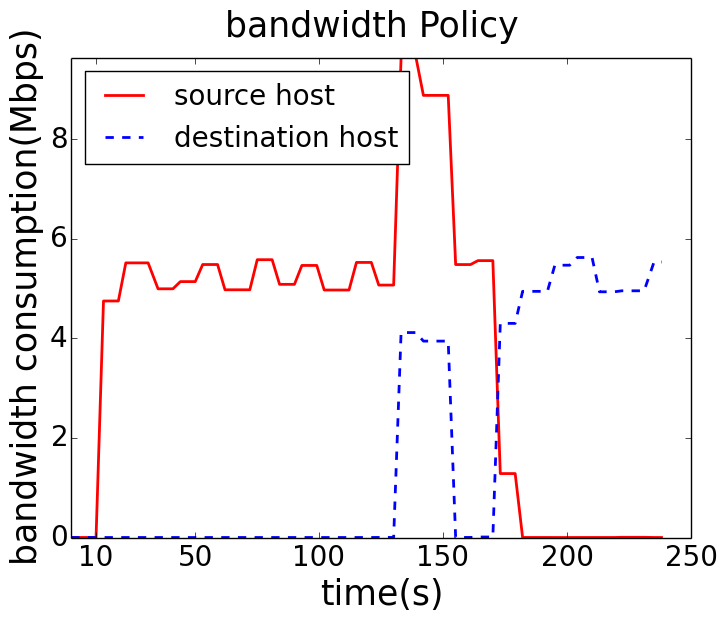 bandwidth Policy
bandwidth consumption(Mbps)
source host
destination host
8
6
4
2
0
10 50 100 150 200 250
time(s)